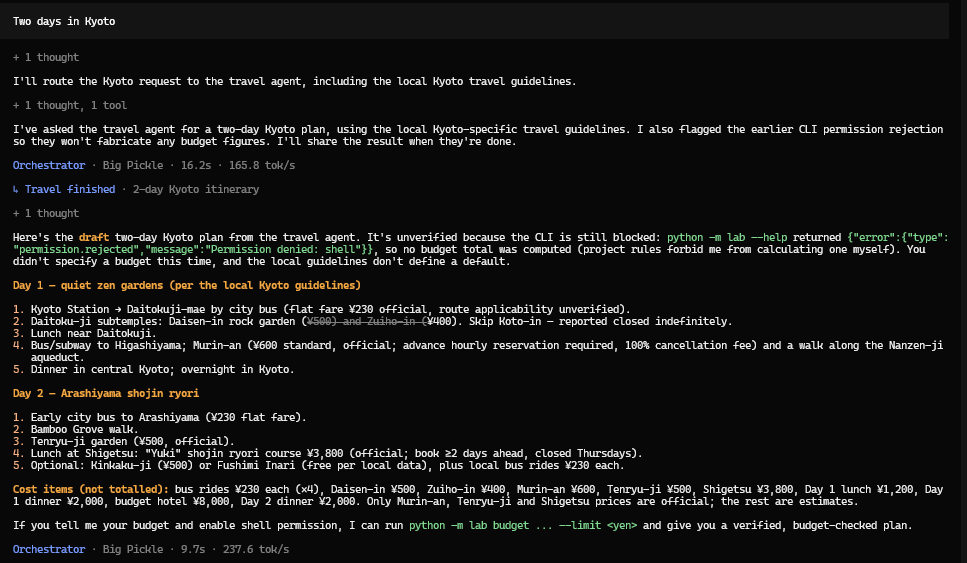 Two days in Kyoto
+ 1 thought
I'll route the Kyoto request to the travel agent, including the local Kyoto travel guidelines.
+ 1 thought, 1 tool
I've asked the travel agent for a two-day Kyoto plan, using the local Kyoto-specific travel guidelines. I also flagged the earlier CLI permission rejection
so they won't fabricate any budget figures. I'll share the result when they're done.
Orchestrator · Big Pickle · 16.2s · 165.8 tok/s
↳ Travel finished · 2-day Kyoto itinerary
+ 1 thought
Here's the draft two-day Kyoto plan from the travel agent. It's unverified because the CLI is still blocked: python -m lab --help returned {"error":{"type":
"permission.rejected","message":"Permission denied: shell"}}, so no budget total was computed (project rules forbid me from calculating one myself). You
didn't specify a budget this time, and the local guidelines don't define a default.
Day 1 — quiet zen gardens (per the local Kyoto guidelines)
1. Kyoto Station → Daitokuji-mae by city bus (flat fare ¥230 official, route applicability unverified).
2. Daitoku-ji subtemples: Daisen-in rock garden (¥500) and Zuiho-in (¥400). Skip Koto-in — reported closed indefinitely.
3. Lunch near Daitokuji.
4. Bus/subway to Higashiyama; Murin-an (¥600 standard, official; advance hourly reservation required, 100% cancellation fee) and a walk along the Nanzen-ji
aqueduct.
5. Dinner in central Kyoto; overnight in Kyoto.
Day 2 — Arashiyama shojin ryori
1. Early city bus to Arashiyama (¥230 flat fare).
2. Bamboo Grove walk.
3. Tenryu-ji garden (¥500, official).
4. Lunch at Shigetsu: "Yuki" shojin ryori course ¥3,800 (official; book ≥2 days ahead, closed Thursdays).
5. Optional: Kinkaku-ji (¥500) or Fushimi Inari (free per local data), plus local bus rides ¥230 each.
Cost items (not totalled): bus rides ¥230 each (×4), Daisen-in ¥500, Zuiho-in ¥400, Murin-an ¥600, Tenryu-ji ¥500, Shigetsu ¥3,800, Day 1 lunch ¥1,200, Day
1 dinner ¥2,000, budget hotel ¥8,000, Day 2 dinner ¥2,000. Only Murin-an, Tenryu-ji and Shigetsu prices are official; the rest are estimates.
If you tell me your budget and enable shell permission, I can run python -m lab budget ... --limit <yen> and give you a verified, budget-checked plan.
Orchestrator · Big Pickle · 9.7s · 237.6 tok/s